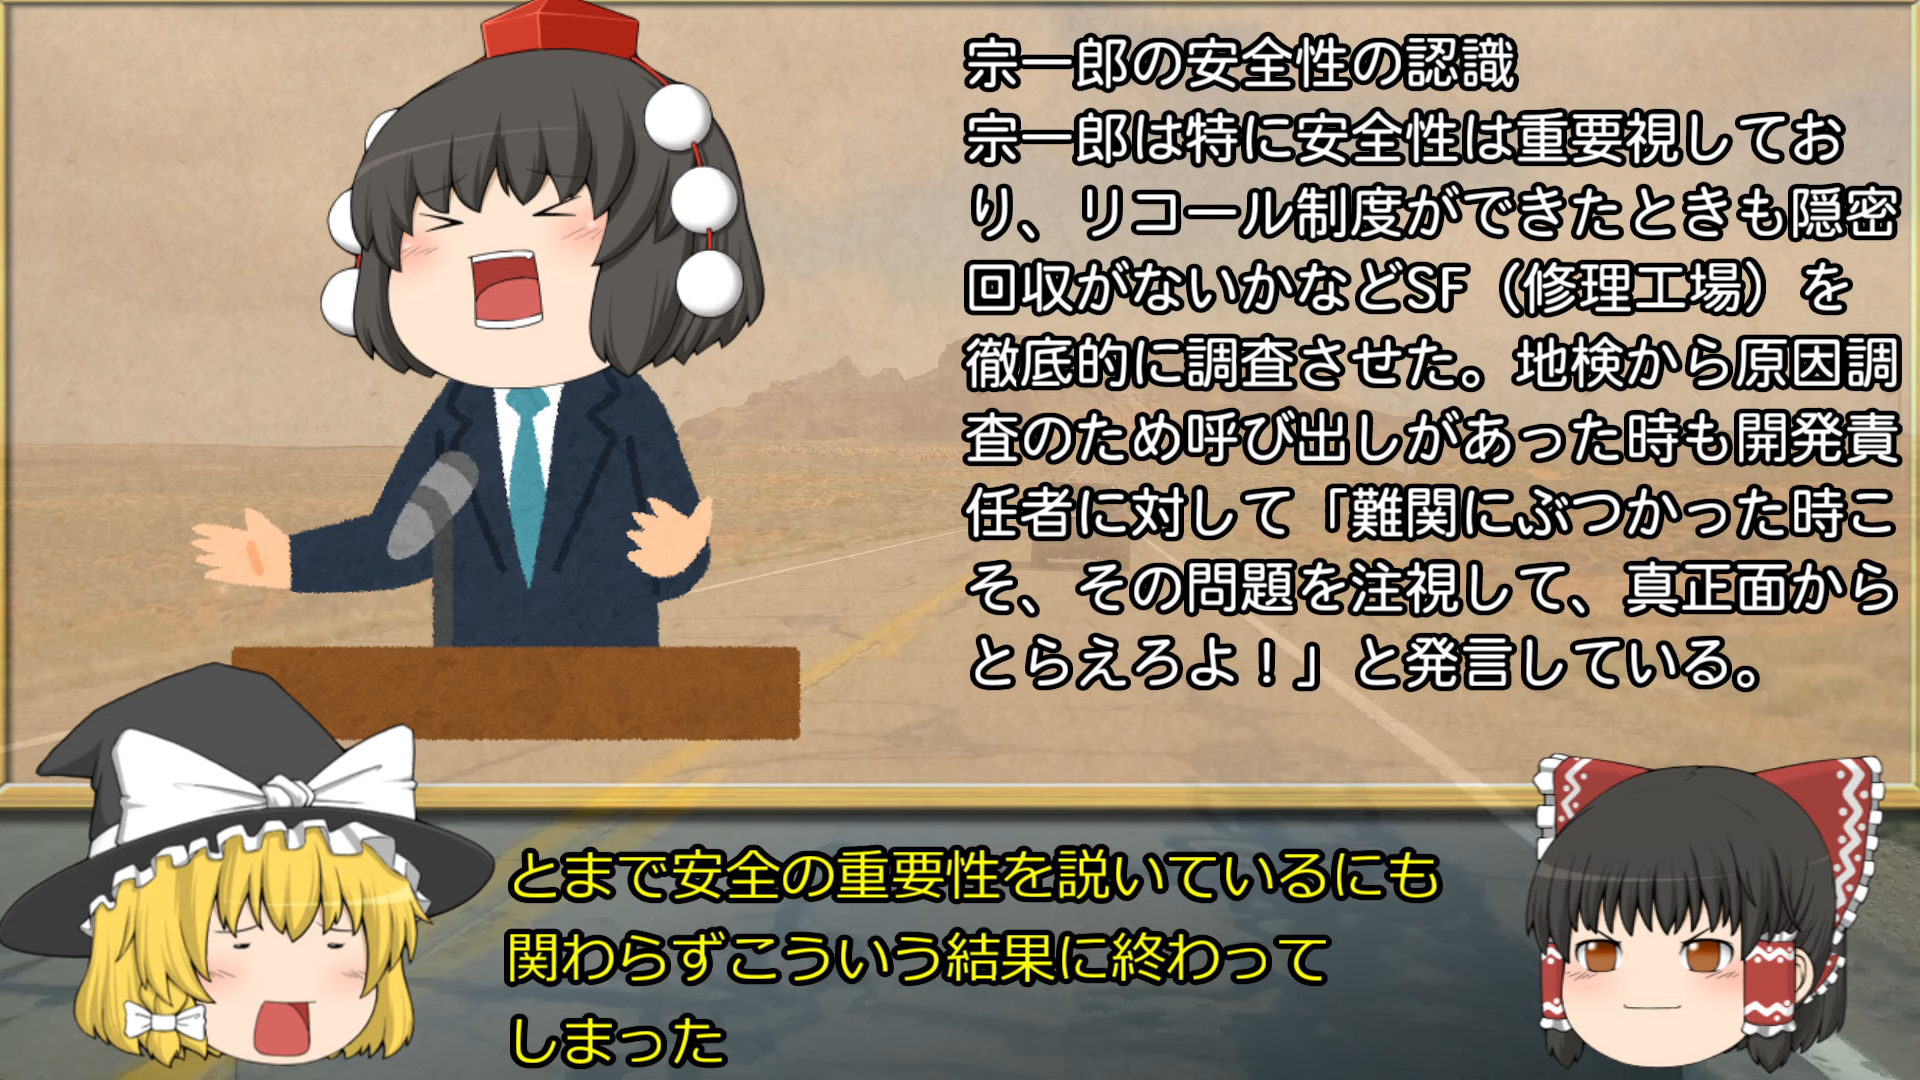 宗一郎の安全性の認識
宗一郎は特に安全性は重要視してお
り、リコール制度ができたときも隠密
回収がないかなどSF（修理工場）を
徹底的に調査させた。地検から原因調
査のため呼び出しがあった時も開発責
任者に対して「難関にぶつかった時こ
そ、その問題を注視して、真正面から
とらえろよ！」と発言している。
とまで安全の重要性を説いているにも
関わらずこういう結果に終わって
しまった